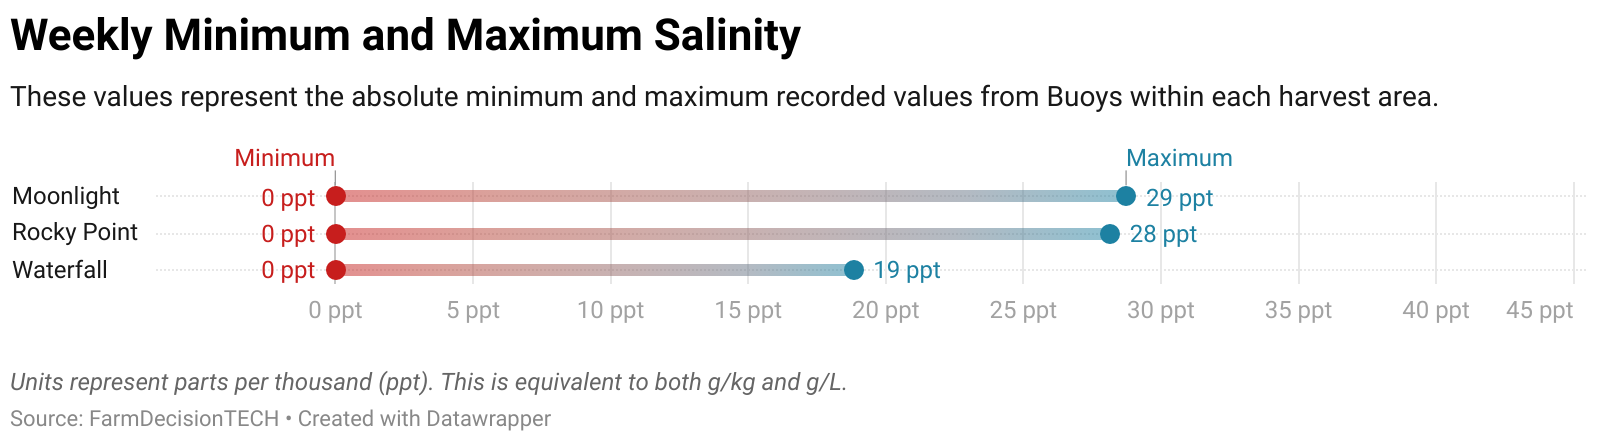 Weekly Minimum and Maximum Salinity
These values represent the absolute minimum and maximum recorded values from Buoys within each harvest area.
Minimum Maximum
Moonlight 0 ppt 29 ppt
Rocky Point 0 ppt 28 ppt
Waterfall 0 ppt 19 ppt
0 ppt 5 ppt 10 ppt 15 ppt 20 ppt 25 ppt 30 ppt 35 ppt 40 ppt 45 ppt
Units represent parts per thousand (ppt). This is equivalent to both g/kg and g/L.
Source: FarmDecisionTECH • Created with Datawrapper